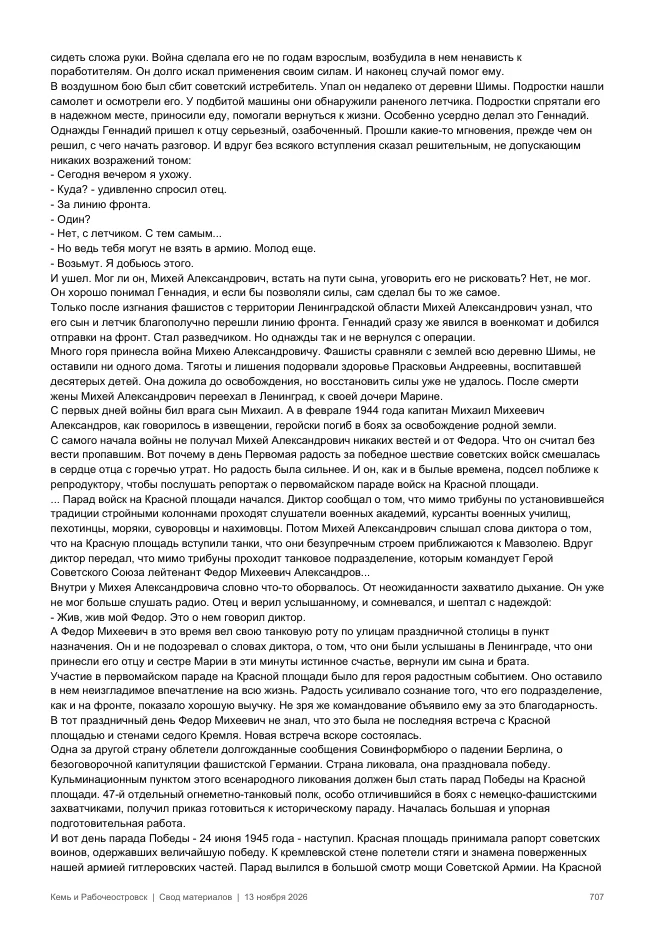 сидеть сложа руки. Война сделала его не по годам взрослым, возбудила в нем ненависть к
поработителям. Он долго искал применения своим силам. И наконец случай помог ему.
В воздушном бою был сбит советский истребитель. Упал он недалеко от деревни Шимы. Подростки нашли
самолет и осмотрели его. У подбитой машины они обнаружили раненого летчика. Подростки спрятали его
в надежном месте, приносили еду, помогали вернуться к жизни. Особенно усердно делал это Геннадий.
Однажды Геннадий пришел к отцу серьезный, озабоченный. Прошли какие-то мгновения, прежде чем он
решил, с чего начать разговор. И вдруг без всякого вступления сказал решительным, не допускающим
никаких возражений тоном:
- Сегодня вечером я ухожу.
- Куда? - удивленно спросил отец.
- За линию фронта.
- Один?
- Нет, с летчиком. С тем самым...
- Но ведь тебя могут не взять в армию. Молод еще.
- Возьмут. Я добьюсь этого.
И ушел. Мог ли он, Михей Александрович, встать на пути сына, уговорить его не рисковать? Нет, не мог.
Он хорошо понимал Геннадия, и если бы позволяли силы, сам сделал бы то же самое.
Только после изгнания фашистов с территории Ленинградской области Михей Александрович узнал, что
его сын и летчик благополучно перешли линию фронта. Геннадий сразу же явился в военкомат и добился
отправки на фронт. Стал разведчиком. Но однажды так и не вернулся с операции.
Много горя принесла война Михею Александровичу. Фашисты сравняли с землей всю деревню Шимы, не
оставили ни одного дома. Тяготы и лишения подорвали здоровье Прасковьи Андреевны, воспитавшей
десятерых детей. Она дожила до освобождения, но восстановить силы уже не удалось. После смерти
жены Михей Александрович переехал в Ленинград, к своей дочери Марине.
С первых дней войны бил врага сын Михаил. А в феврале 1944 года капитан Михаил Михеевич
Александров, как говорилось в извещении, геройски погиб в боях за освобождение родной земли.
С самого начала войны не получал Михей Александрович никаких вестей и от Федора. Что он считал без
вести пропавшим. Вот почему в день Первомая радость за победное шествие советских войск смешалась
в сердце отца с горечью утрат. Но радость была сильнее. И он, как и в былые времена, подсел поближе к
репродуктору, чтобы послушать репортаж о первомайском параде войск на Красной площади.
... Парад войск на Красной площади начался. Диктор сообщал о том, что мимо трибуны по установившейся
традиции стройными колоннами проходят слушатели военных академий, курсанты военных училищ,
пехотинцы, моряки, суворовцы и нахимовцы. Потом Михей Александрович слышал слова диктора о том,
что на Красную площадь вступили танки, что они безупречным строем приближаются к Мавзолею. Вдруг
диктор передал, что мимо трибуны проходит танковое подразделение, которым командует Герой
Советского Союза лейтенант Федор Михеевич Александров...
Внутри у Михея Александровича словно что-то оборвалось. От неожиданности захватило дыхание. Он уже
не мог больше слушать радио. Отец и верил услышанному, и сомневался, и шептал с надеждой:
- Жив, жив мой Федор. Это о нем говорил диктор.
А Федор Михеевич в это время вел свою танковую роту по улицам праздничной столицы в пункт
назначения. Он и не подозревал о словах диктора, о том, что они были услышаны в Ленинграде, что они
принесли его отцу и сестре Марии в эти минуты истинное счастье, вернули им сына и брата.
Участие в первомайском параде на Красной площади было для героя радостным событием. Оно оставило
в нем неизгладимое впечатление на всю жизнь. Радость усиливало сознание того, что его подразделение,
как и на фронте, показало хорошую выучку. Не зря же командование объявило ему за это благодарность.
В тот праздничный день Федор Михеевич не знал, что это была не последняя встреча с Красной
площадью и стенами седого Кремля. Новая встреча вскоре состоялась.
Одна за другой страну облетели долгожданные сообщения Совинформбюро о падении Берлина, о
безоговорочной капитуляции фашистской Германии. Страна ликовала, она праздновала победу.
Кульминационным пунктом этого всенародного ликования должен был стать парад Победы на Красной
площади. 47-й отдельный огнеметно-танковый полк, особо отличившийся в боях с немецко-фашистскими
захватчиками, получил приказ готовиться к историческому параду. Началась большая и упорная
подготовительная работа.
И вот день парада Победы - 24 июня 1945 года - наступил. Красная площадь принимала рапорт советских
воинов, одержавших величайшую победу. К кремлевской стене полетели стяги и знамена поверженных
нашей армией гитлеровских частей. Парад вылился в большой смотр мощи Советской Армии. На Красной
Кемь и Рабочеостровск | Свод материалов | 13 ноября 2026
707